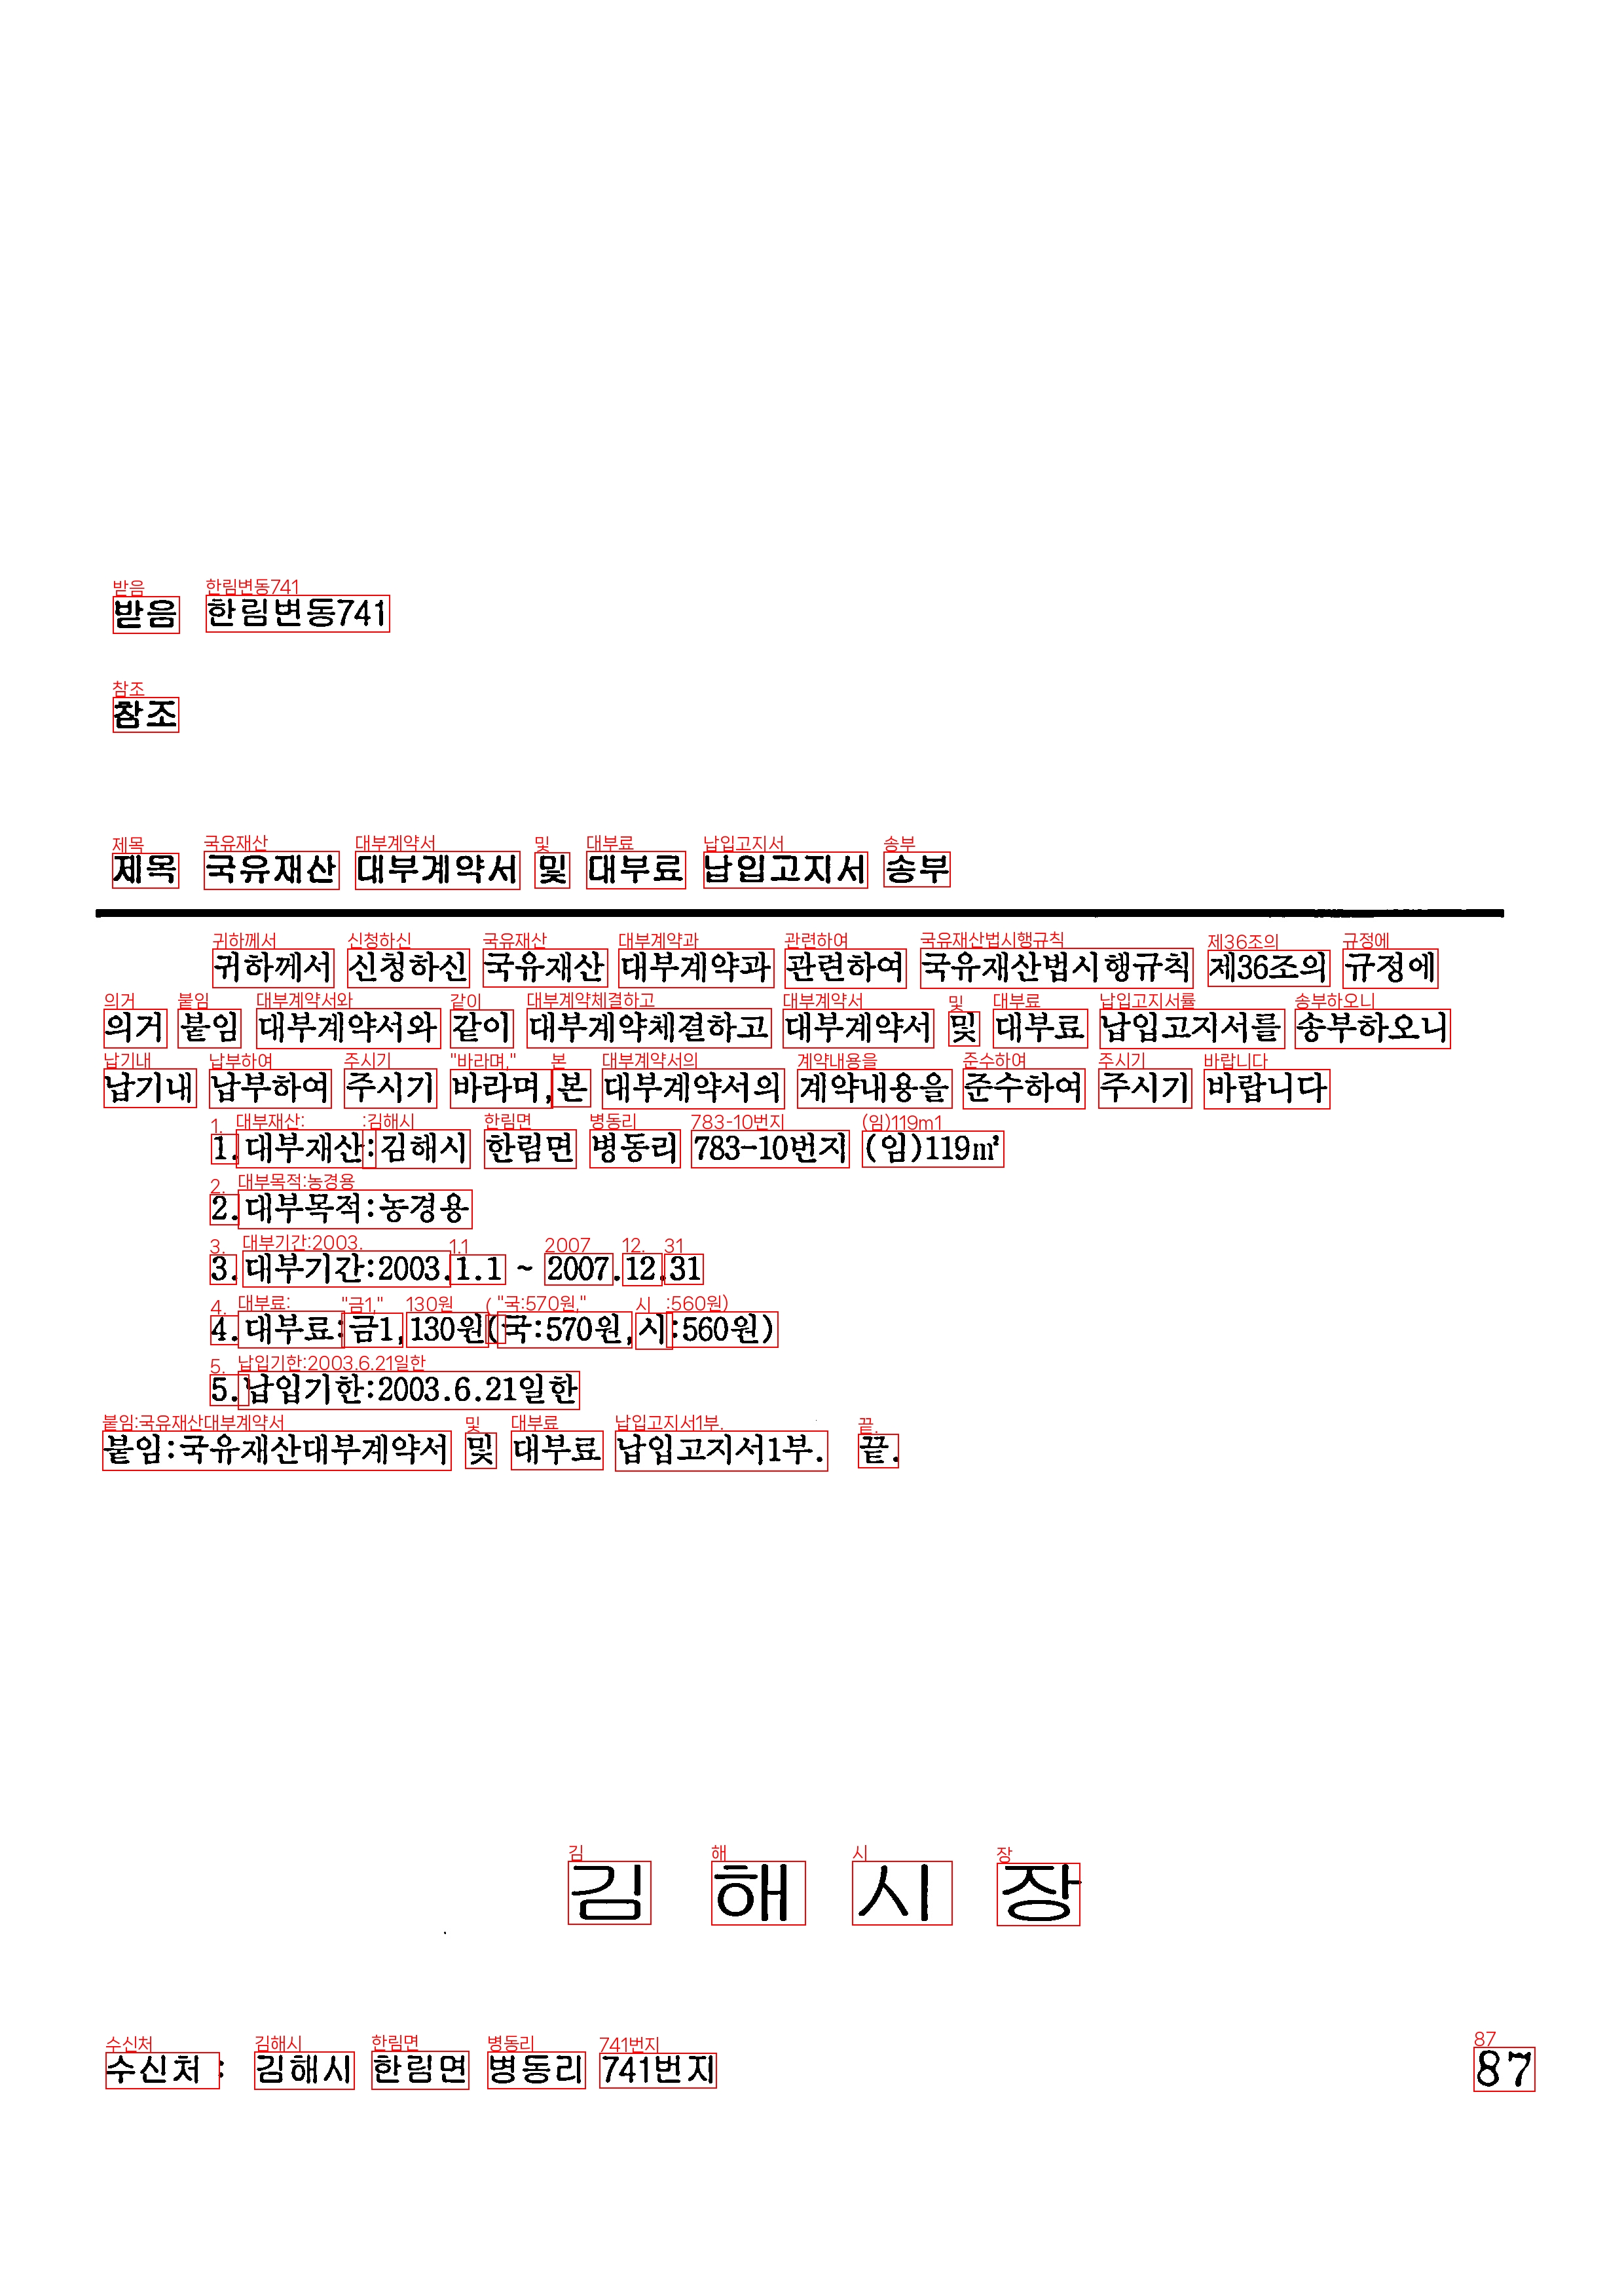 받음 한림변동741
참조
제목 국유재산 대부계약서 및 대부료 납입고지서 송부
귀하께서 신청하신 국유재산 대부계약과 관련하여 국유재산법시행규칙 제36조의 규정에
의거 붙임 대부계약서와 같이 대부계약체결하고 대부계약서 및 대부료 납입고지서를 송부하오니
납기내 납부하여 주시기 바라며,본 대부계약서의 계약내용을 준수하여 주시기 바랍니다
1. 대부재산:김해시 한림면 병동리 783-10번지 (임)119㎡
2. 대부목적:농경용
3. 대부기간:2003.1.1 ~ 2007.12.31
4. 대부료:금1,130원(국:570원,시:560원)
5. 납입기한:2003.6.21일한
붙임:국유재산대부계약서 및 대부료 납입고지서1부. 끝.
김 해 시 장
수신처 : 김해시 한림면 병동리 741번지 87